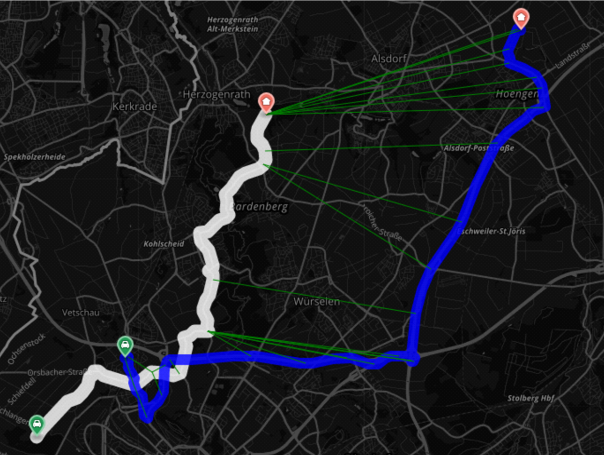 Herzogenrath
Alt-Merkstein
Alsdorf
Landstraße
Herzogenrath
Hoengen
Kerkrade
Alsdorf-Poststraße
Spekholzerheide
Bardenberg
Eschweiler-St.Jöris
Kohlscheid
Würselen
Vetschau
Orsbacher Straße
Schlangen
Stolberg Hbf